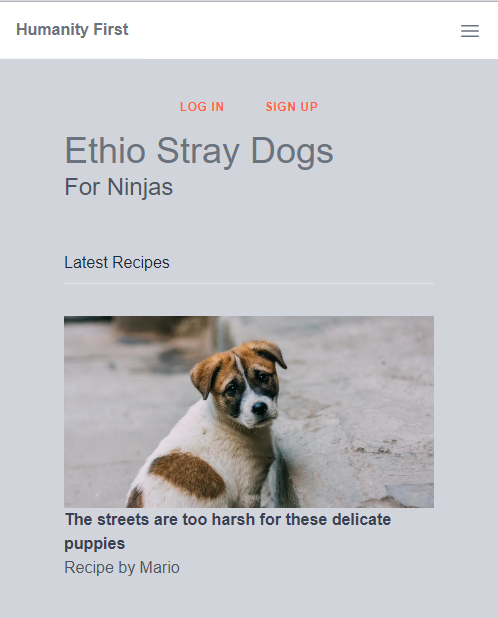 Humanity First
LOG IN SIGN UP
Ethio Stray Dogs
For Ninjas
Latest Recipes
The streets are too harsh for these delicate
puppies
Recipe by Mario